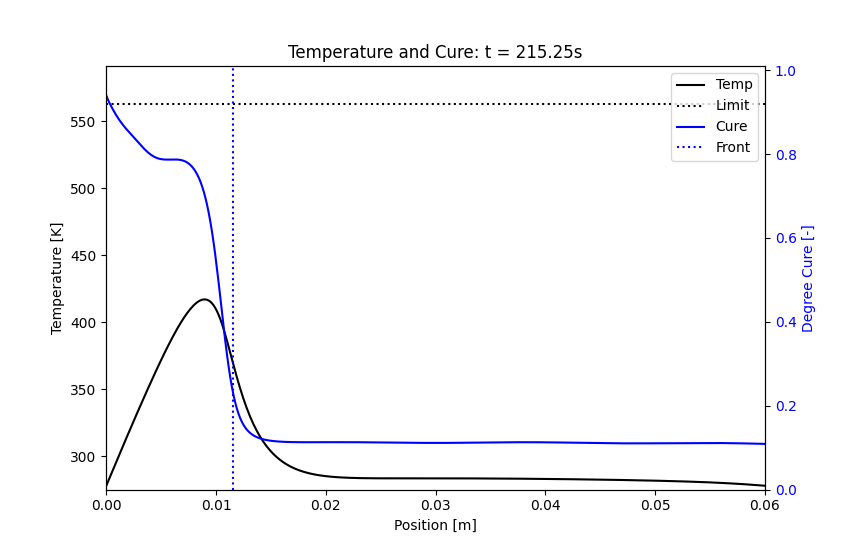 Temperature and Cure: t = 215.25s
Temp
Limit
Cure
Front
Temperature [K]
550
500
450
400
350
300
Degree Cure [-]
1.0
0.8
0.6
0.4
0.2
0.0
0.00 0.01 0.02 0.03 0.04 0.05 0.06
Position [m]